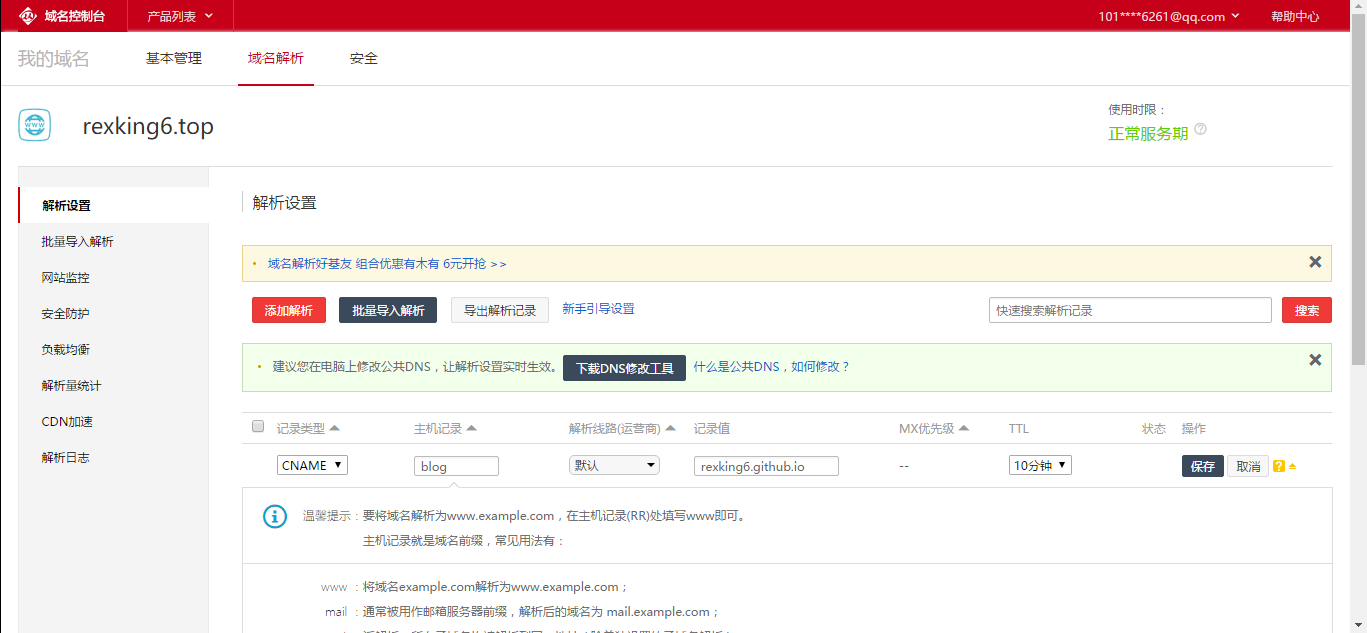 域名控制台 产品列表 101****6261@qq.com 帮助中心
我的域名 基本管理 域名解析 安全
使用时限：
www rexking6.top
正常服务期 ?
解析设置
批量导入解析
网站监控
安全防护
负载均衡
解析量统计
CDN加速
解析日志
解析设置
域名解析好基友 组合优惠有木有 6元开抢 >>
添加解析 批量导入解析 导出解析记录 新手引导设置 快速搜索解析记录 搜索
建议您在电脑上修改公共DNS，让解析设置实时生效。 下载DNS修改工具 什么是公共DNS，如何修改？
记录类型 主机记录 解析线路(运营商) 记录值 MX优先级 TTL 状态 操作
CNAME blog 默认 rexking6.github.io -- 10分钟 保存 取消 ?
温馨提示：要将域名解析为www.example.com，在主机记录(RR)处填写www即可。
主机记录就是域名前缀，常见用法有：
www ：将域名example.com解析为www.example.com；
mail ：通常被用作邮箱服务器前缀，解析后的域名为 mail.example.com；